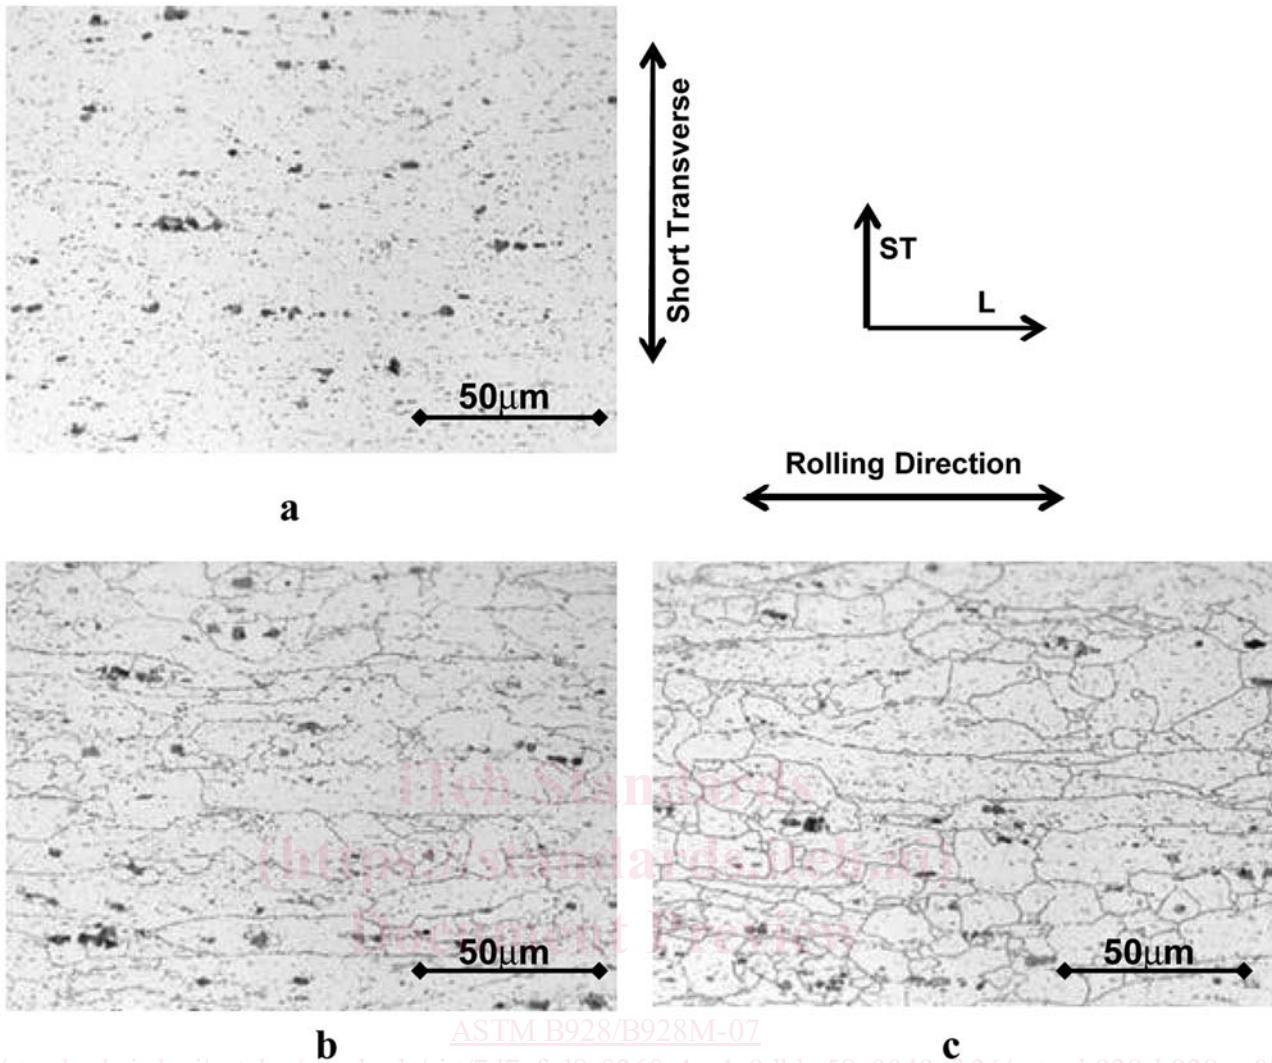 Short Transverse
ST
L
50μm
Rolling Direction
a
iTeh Standards
(https://standards.iteh.ai)
Document Preview
50μm
50μm
ASTM B928/B928M-07
b
c